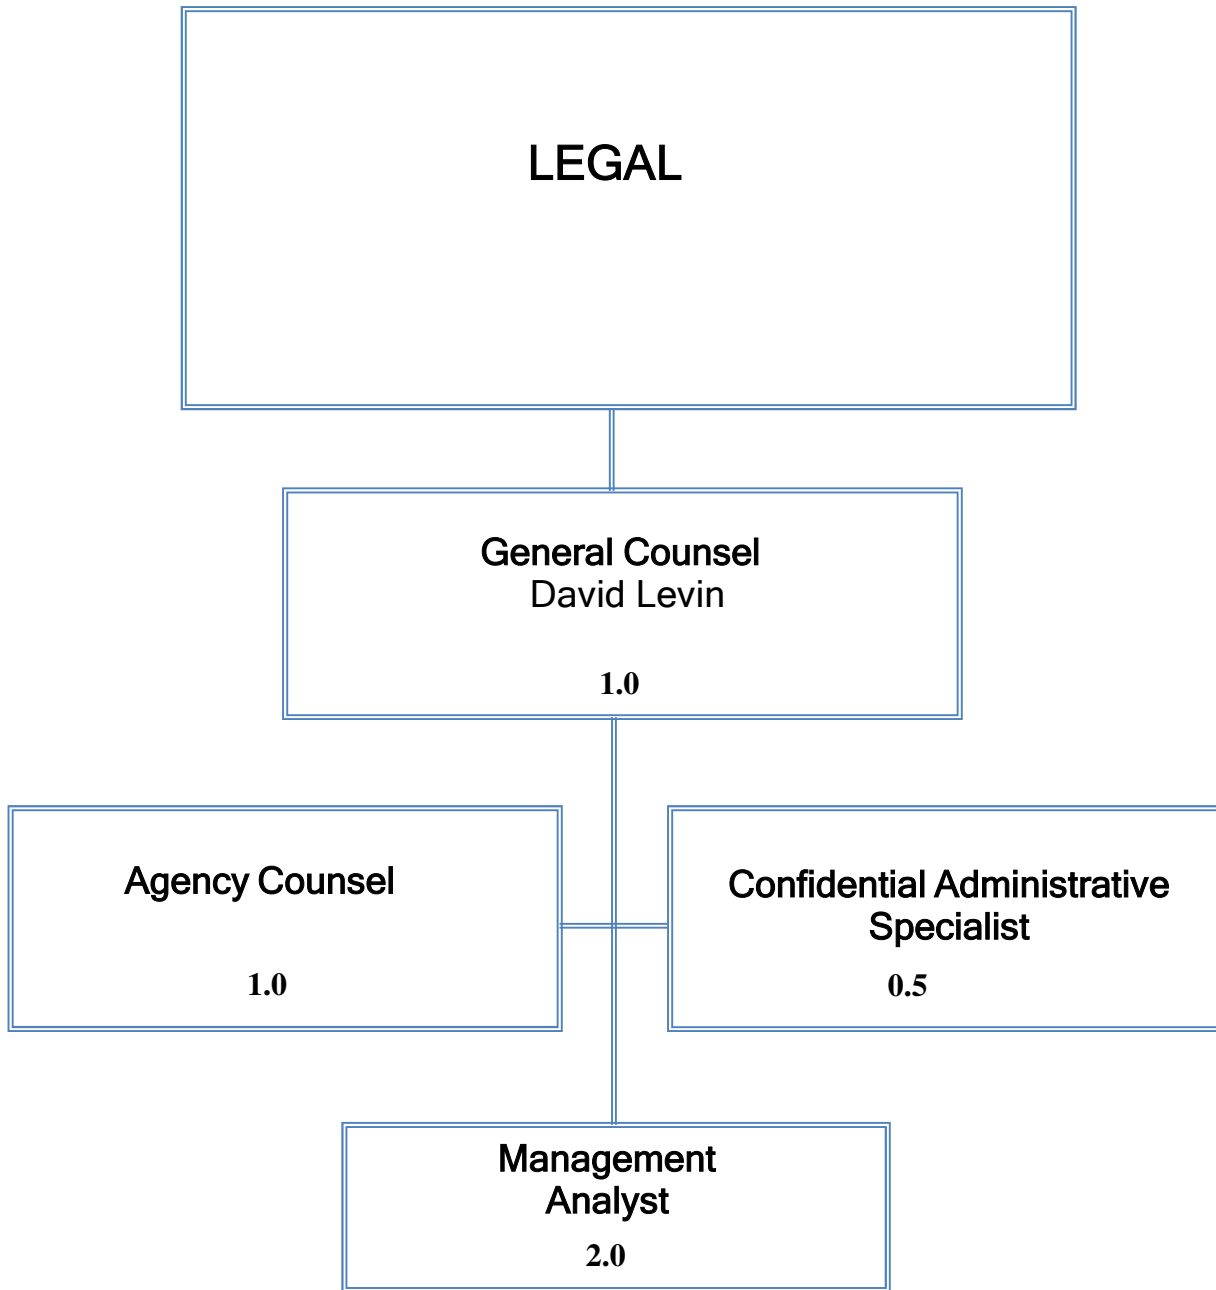 LEGAL
General Counsel
David Levin
1.0
Agency Counsel
1.0
Confidential Administrative
Specialist
0.5
Management
Analyst
2.0